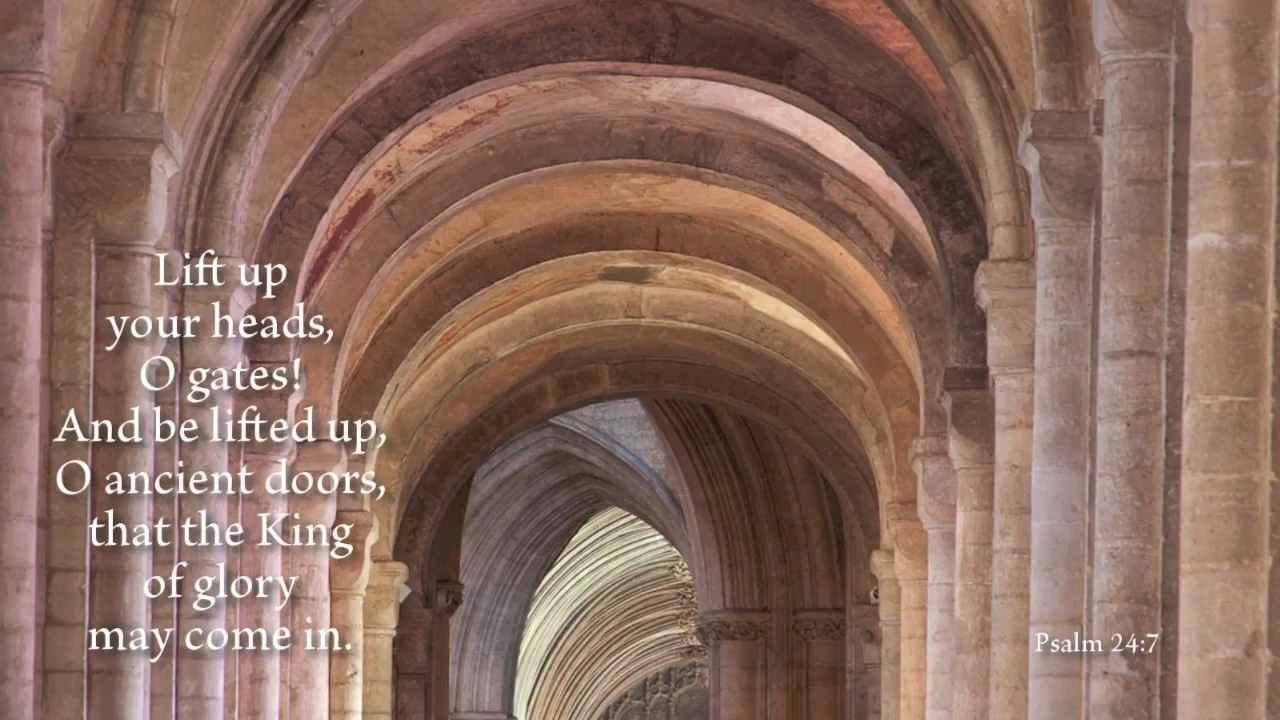 Lift up
your heads,
O gates!
And be lifted up,
O ancient doors,
that the King
of glory
may come in.
Psalm 24:7